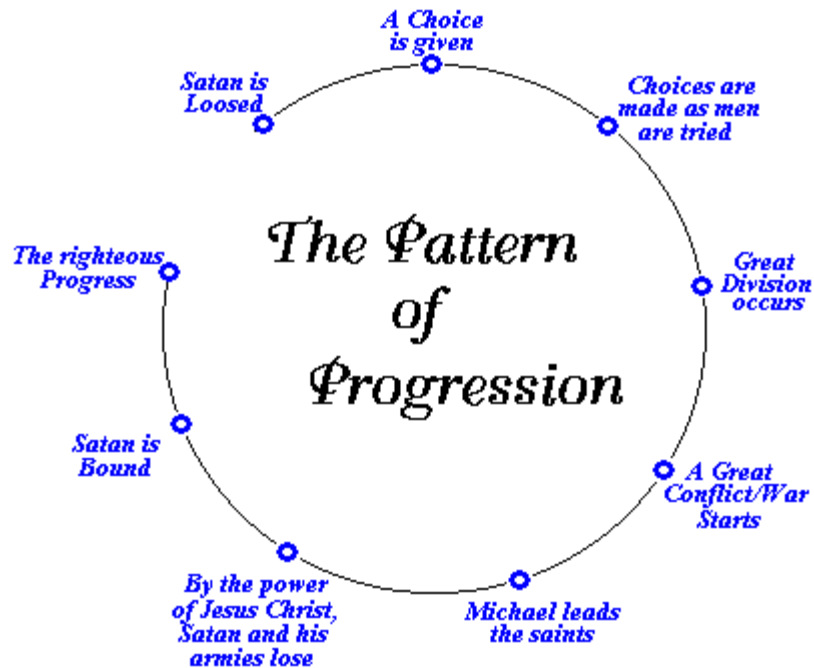 A Choice
is given
Satan is
Loosed
Choices are
made as men
are tried
The Pattern
of
Progression
The righteous
Progress
Great
Division
occurs
Satan is
Bound
A Great
Conflict/War
Starts
By the power
of Jesus Christ,
Satan and his
armies lose
Michael leads
the saints